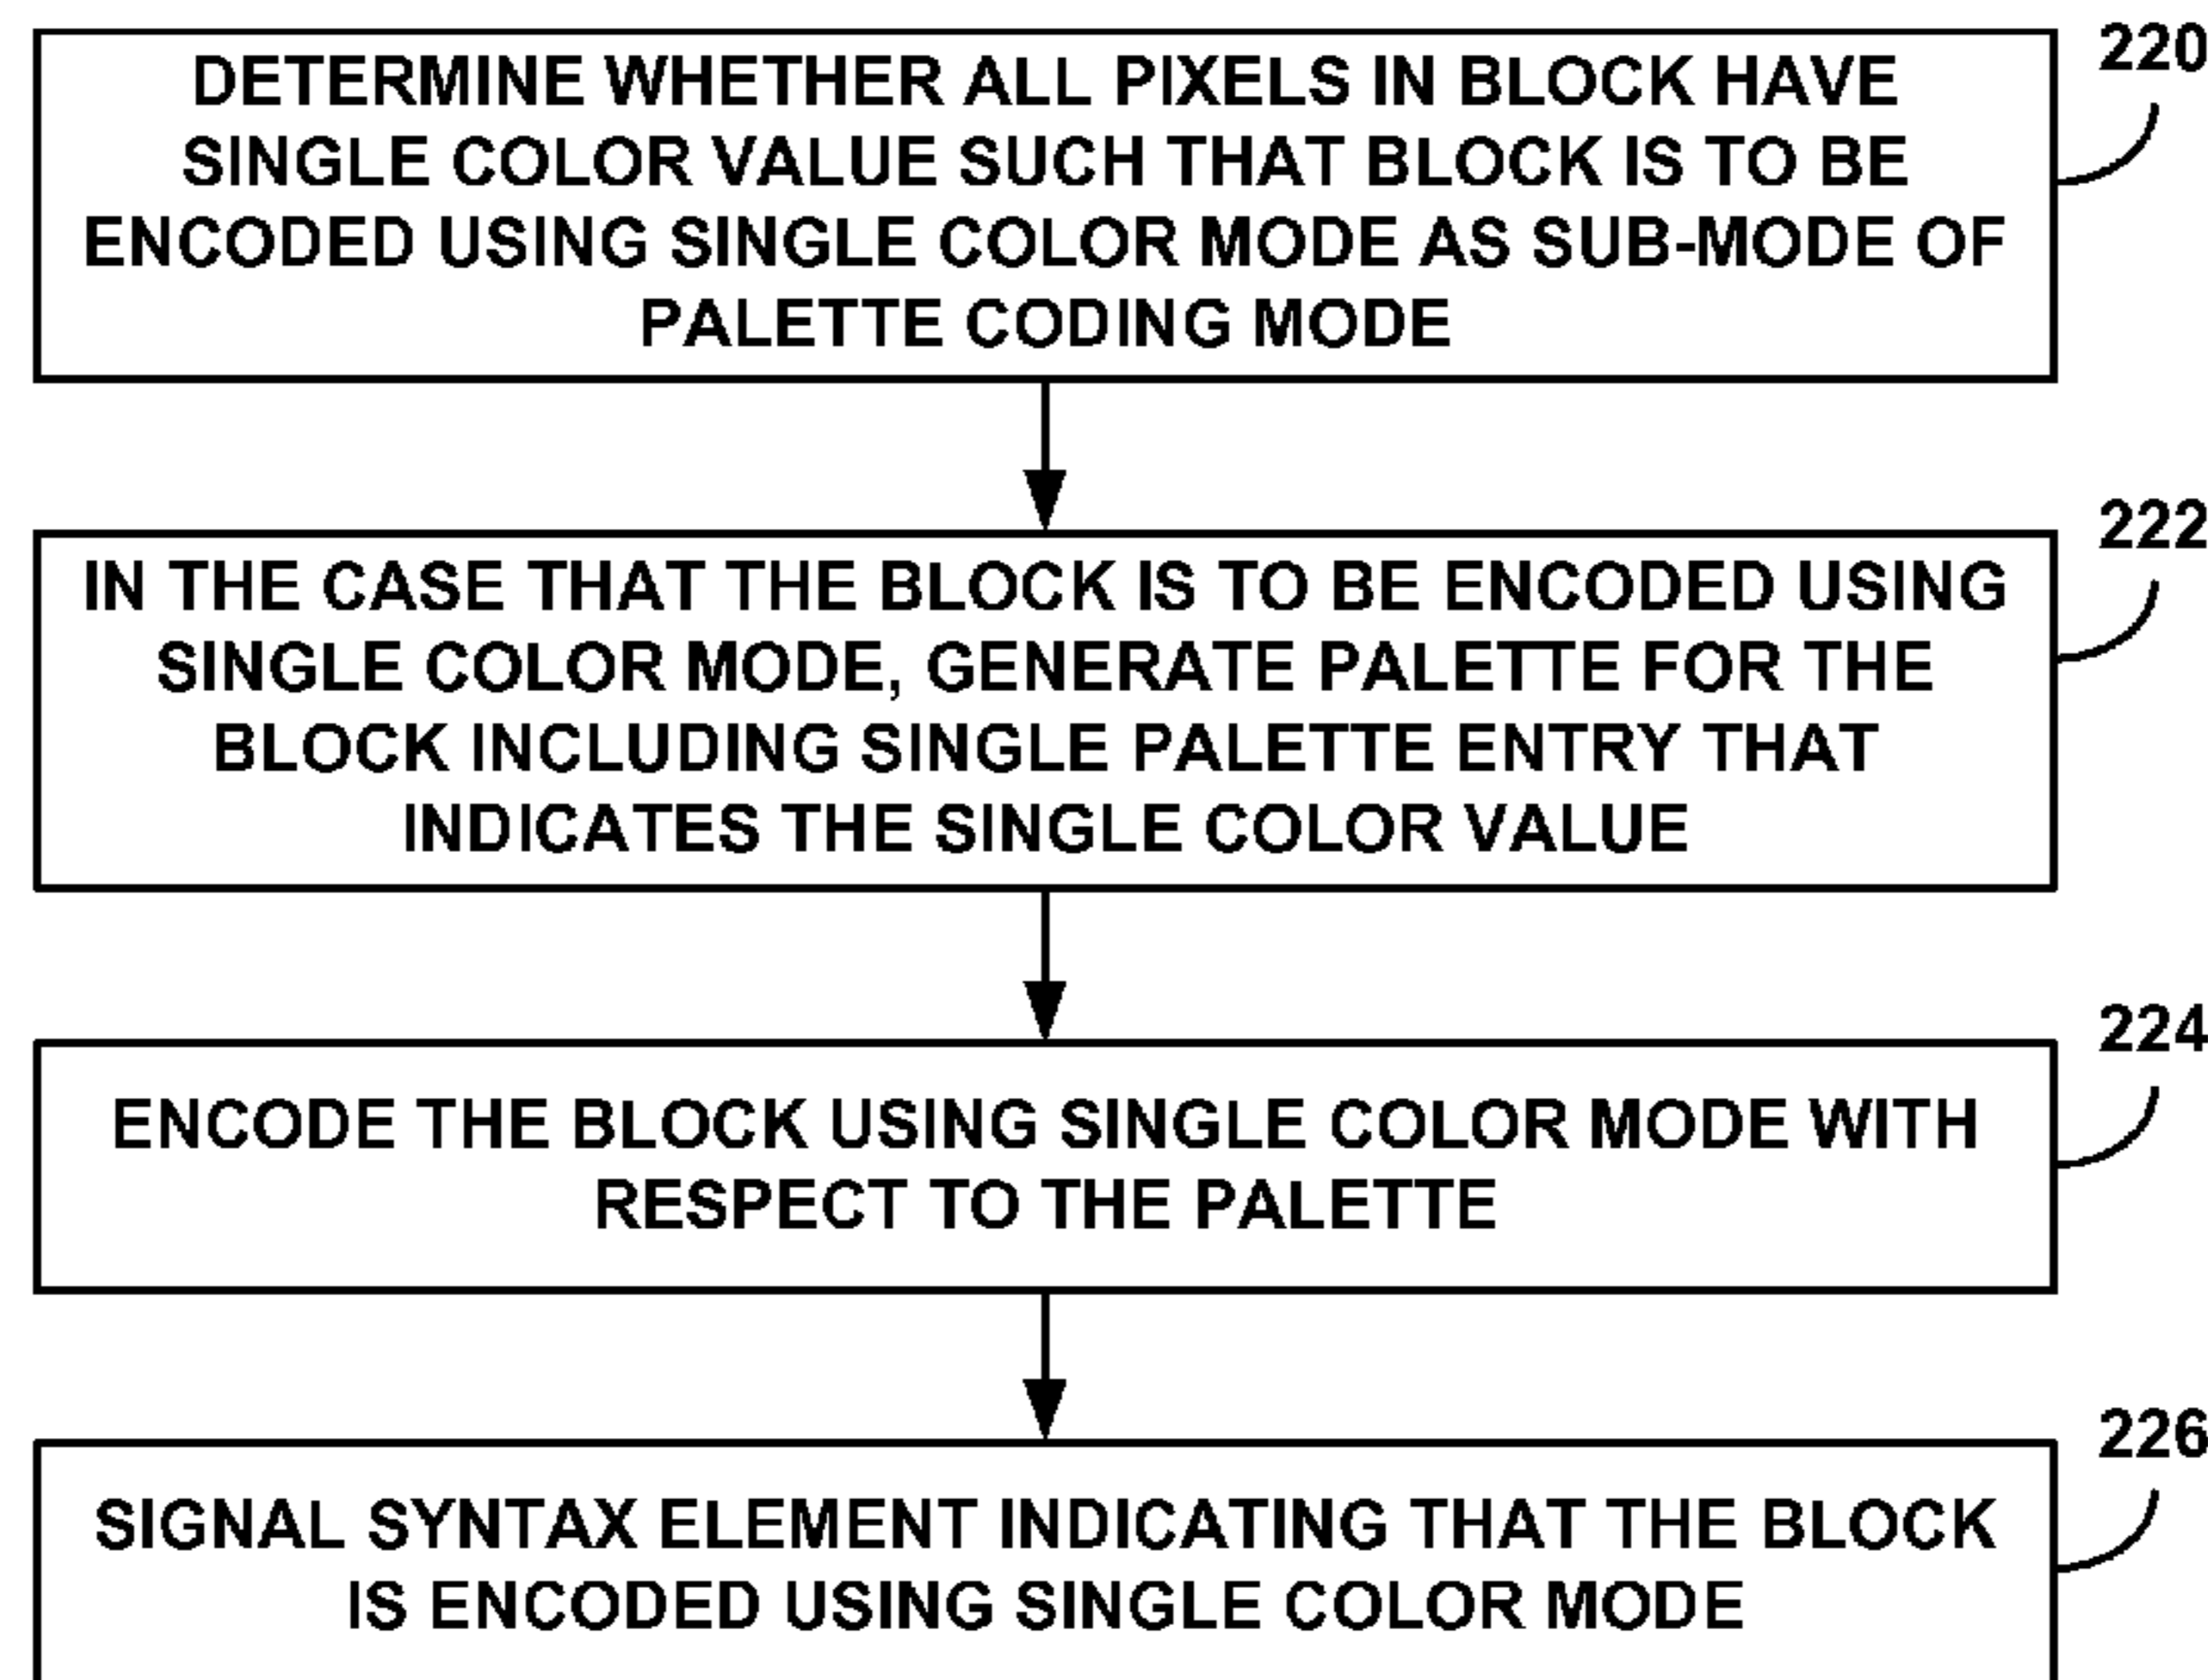 220
DETERMINE WHETHER ALL PIXELS IN BLOCK HAVE
SINGLE COLOR VALUE SUCH THAT BLOCK IS TO BE
ENCODED USING SINGLE COLOR MODE AS SUB-MODE OF
PALETTE CODING MODE
222
IN THE CASE THAT THE BLOCK IS TO BE ENCODED USING
SINGLE COLOR MODE, GENERATE PALETTE FOR THE
BLOCK INCLUDING SINGLE PALETTE ENTRY THAT
INDICATES THE SINGLE COLOR VALUE
224
ENCODE THE BLOCK USING SINGLE COLOR MODE WITH
RESPECT TO THE PALETTE
226
SIGNAL SYNTAX ELEMENT INDICATING THAT THE BLOCK
IS ENCODED USING SINGLE COLOR MODE